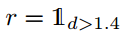 r = 𝟙_{d>1.4}